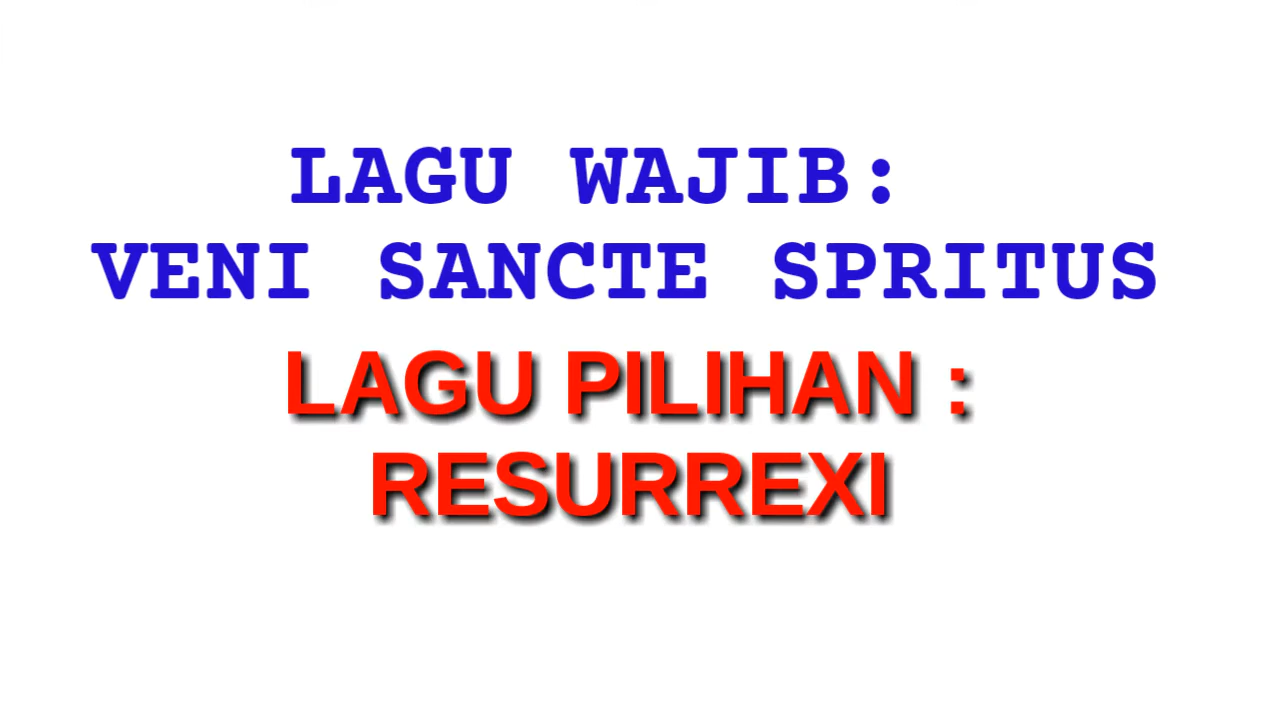 LAGU WAJIB:
VENI SANCTE SPRITUS
LAGU PILIHAN :
RESURREXI